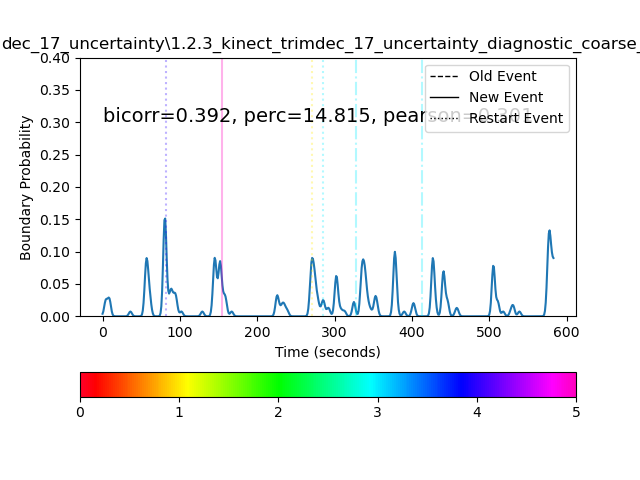 dec_17_uncertainty\1.2.3_kinect_trimdec_17_uncertainty_diagnostic_coarse_
0.40
0.35
0.30
0.25
0.20
0.15
0.10
0.05
0.00
Boundary Probability
bicorr=0.392, perc=14.815, pearson=0.301
Old Event
New Event
Restart Event
0 100 200 300 400 500 600
Time (seconds)
0 1 2 3 4 5